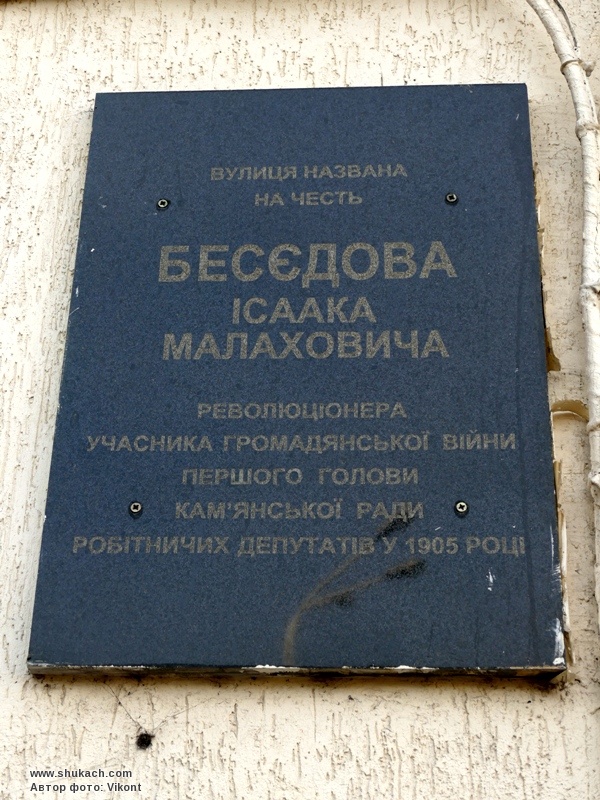 ВУЛИЦЯ НАЗВАНА
НА ЧЕСТЬ
БЕСЄДОВА
ІСААКА
МАЛАХОВИЧА
РЕВОЛЮЦІОНЕРА
УЧАСНИКА ГРОМАДЯНСЬКОЇ ВІЙНИ
ПЕРШОГО ГОЛОВИ
КАМ'ЯНСЬКОЇ РАДИ
РОБІТНИЧИХ ДЕПУТАТІВ У 1905 РОЦІ
www.shukach.com
Автор фото: Vikont